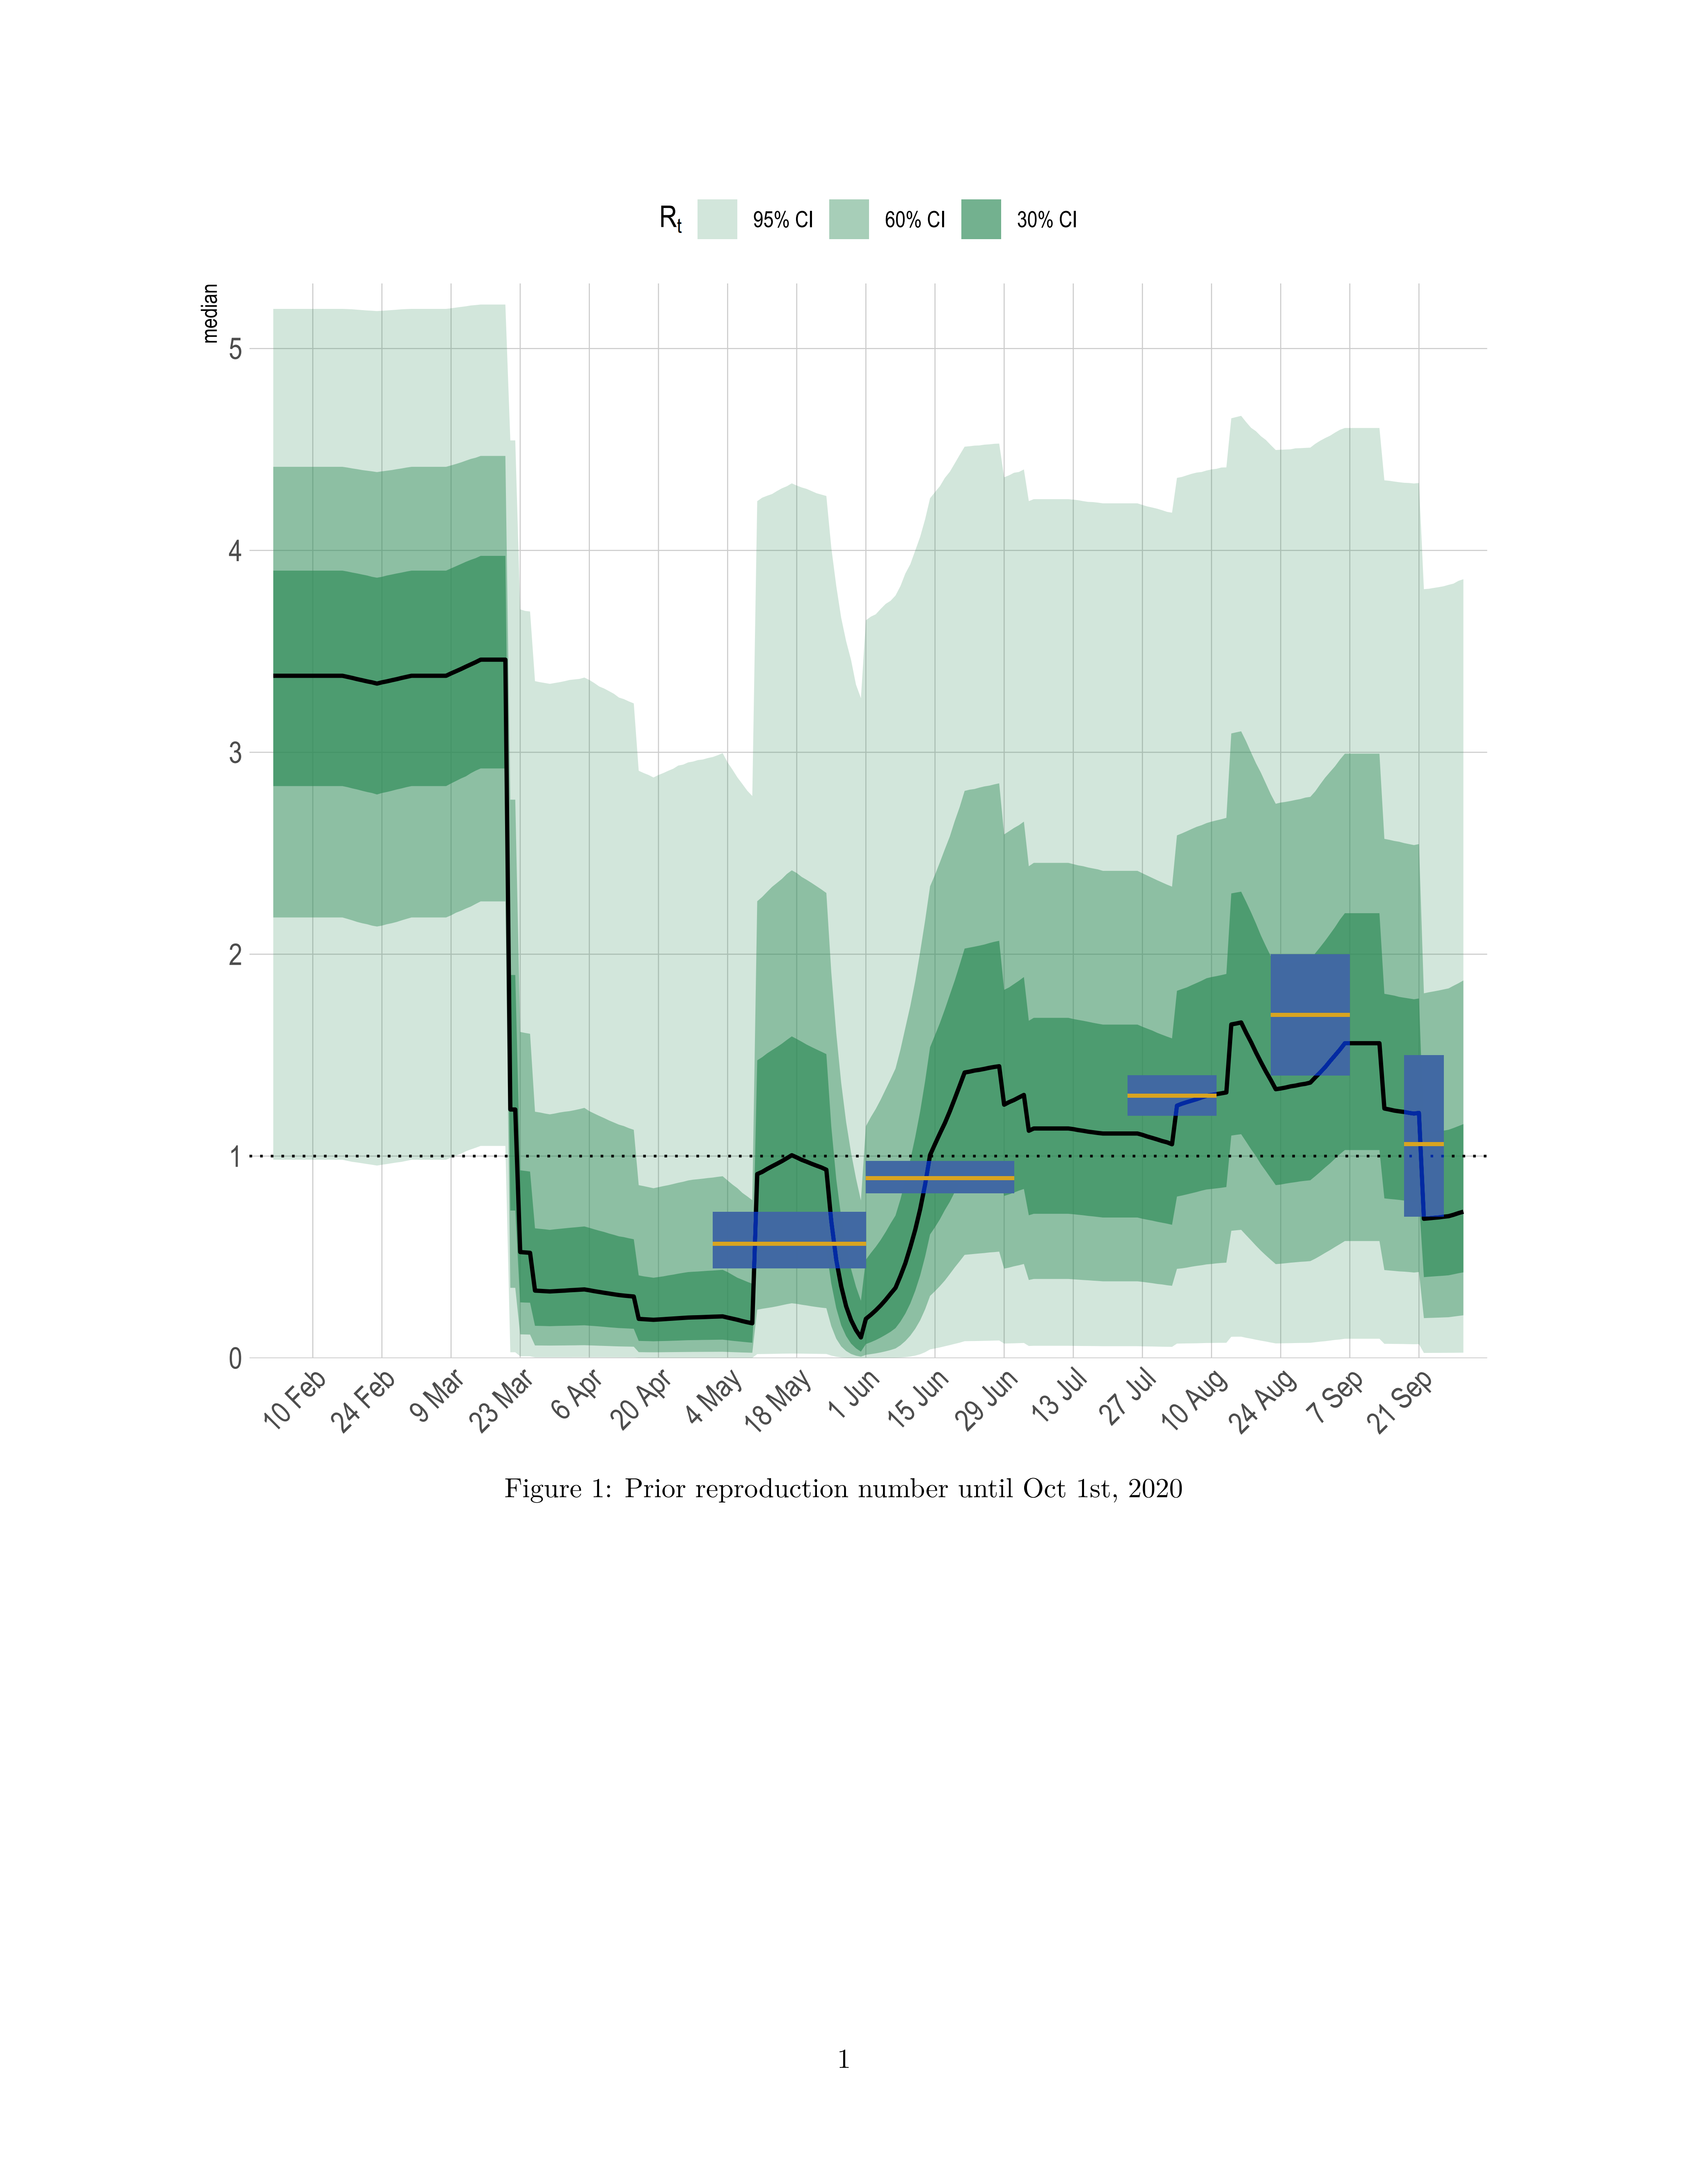 Rt 95% CI 60% CI 30% CI
median
5
4
3
2
1
0
10 Feb 24 Feb 9 Mar 23 Mar 6 Apr 20 Apr 4 May 18 May 1 Jun 15 Jun 29 Jun 13 Jul 27 Jul 10 Aug 24 Aug 7 Sep 21 Sep
Figure 1: Prior reproduction number until Oct 1st, 2020
1